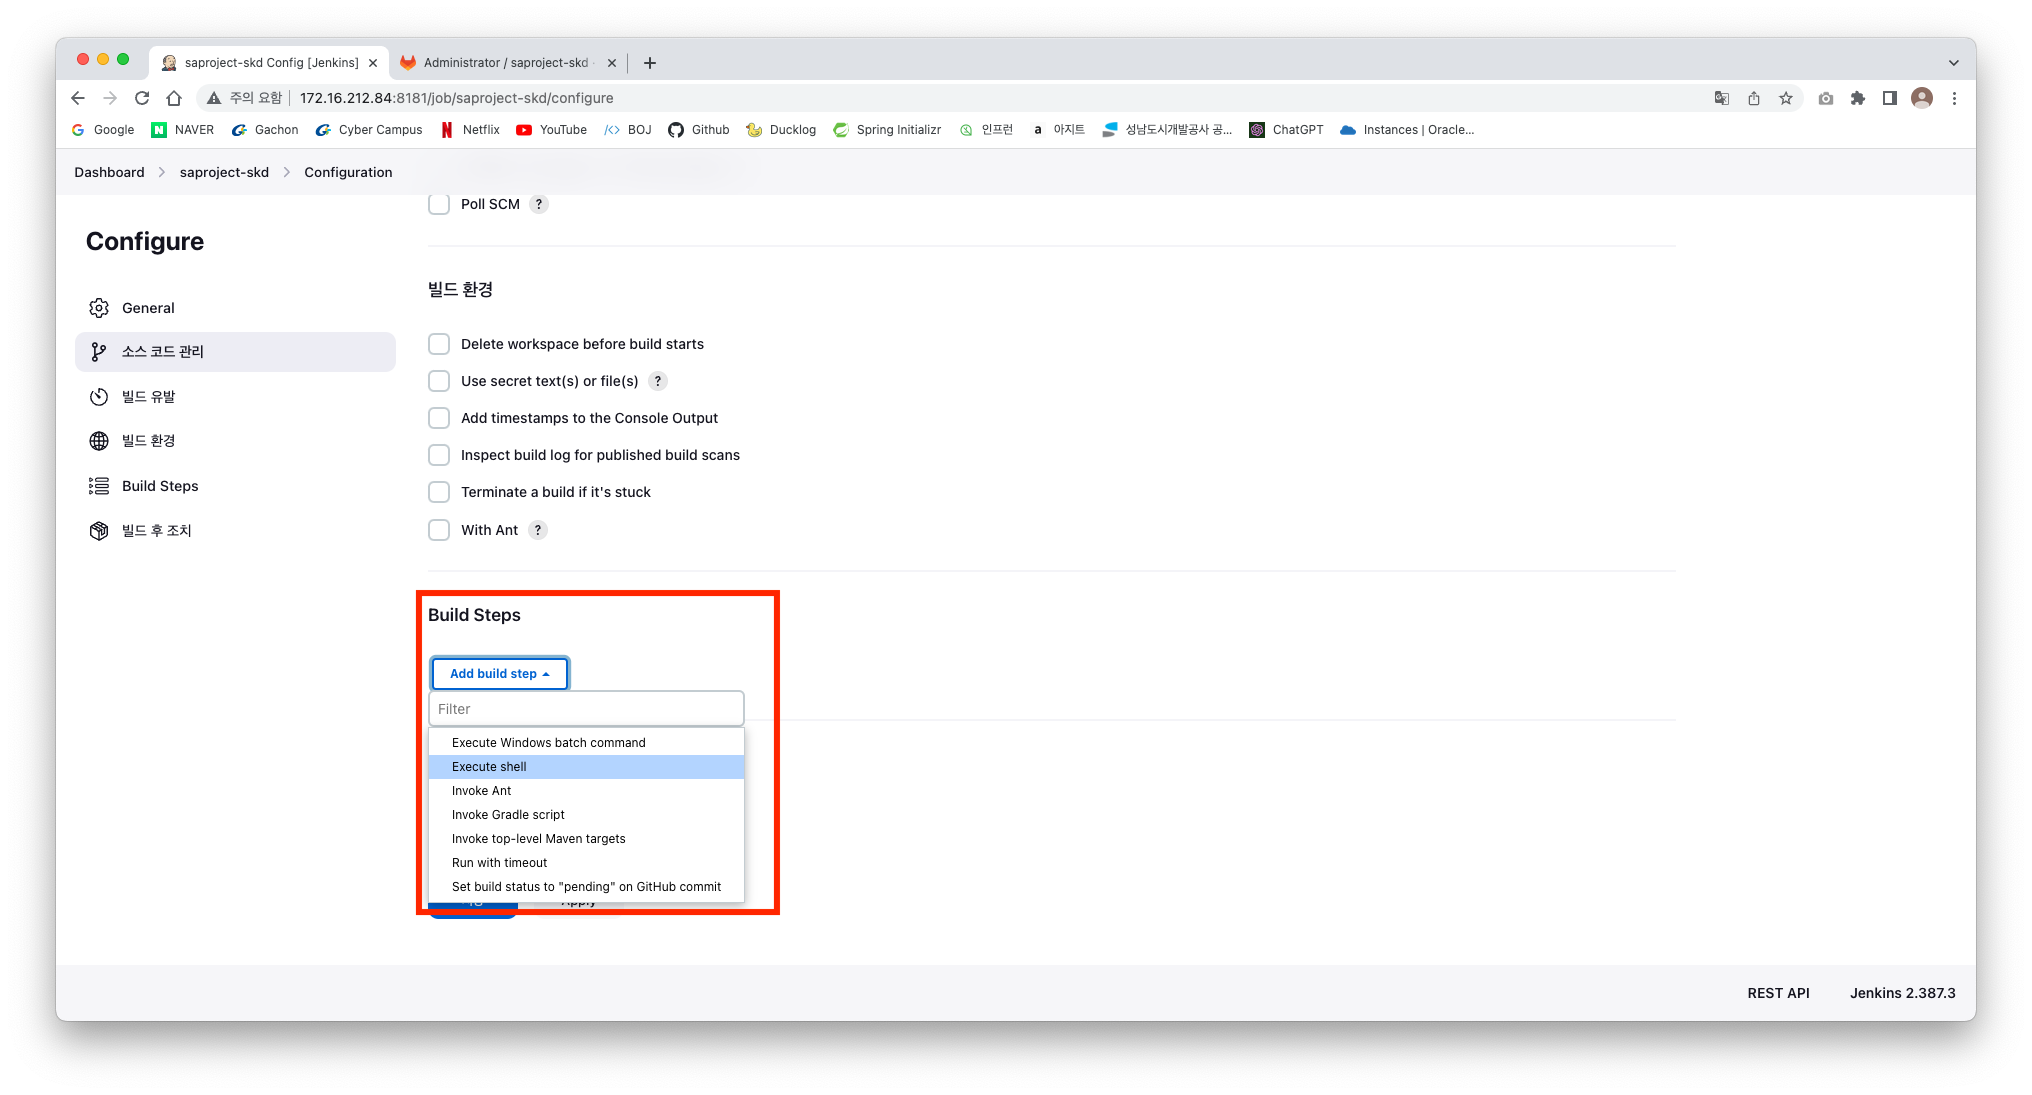 saproject-skd Config [Jenkins]
Administrator / saproject-skd ·
주의 요함
172.16.212.84:8181/job/saproject-skd/configure
Google NAVER Gachon Cyber Campus Netflix YouTube BOJ Github Ducklog Spring Initializr 인프런 아지트 성남도시개발공사 공... ChatGPT Instances | Oracle...
Dashboard saproject-skd Configuration
Poll SCM ?
Configure
General
소스 코드 관리
빌드 유발
빌드 환경
Build Steps
빌드 후 조치
빌드 환경
Delete workspace before build starts
Use secret text(s) or file(s) ?
Add timestamps to the Console Output
Inspect build log for published build scans
Terminate a build if it's stuck
With Ant ?
Build Steps
Add build step
Filter
Execute Windows batch command
Execute shell
Invoke Ant
Invoke Gradle script
Invoke top-level Maven targets
Run with timeout
Set build status to "pending" on GitHub commit
Apply
REST API Jenkins 2.387.3